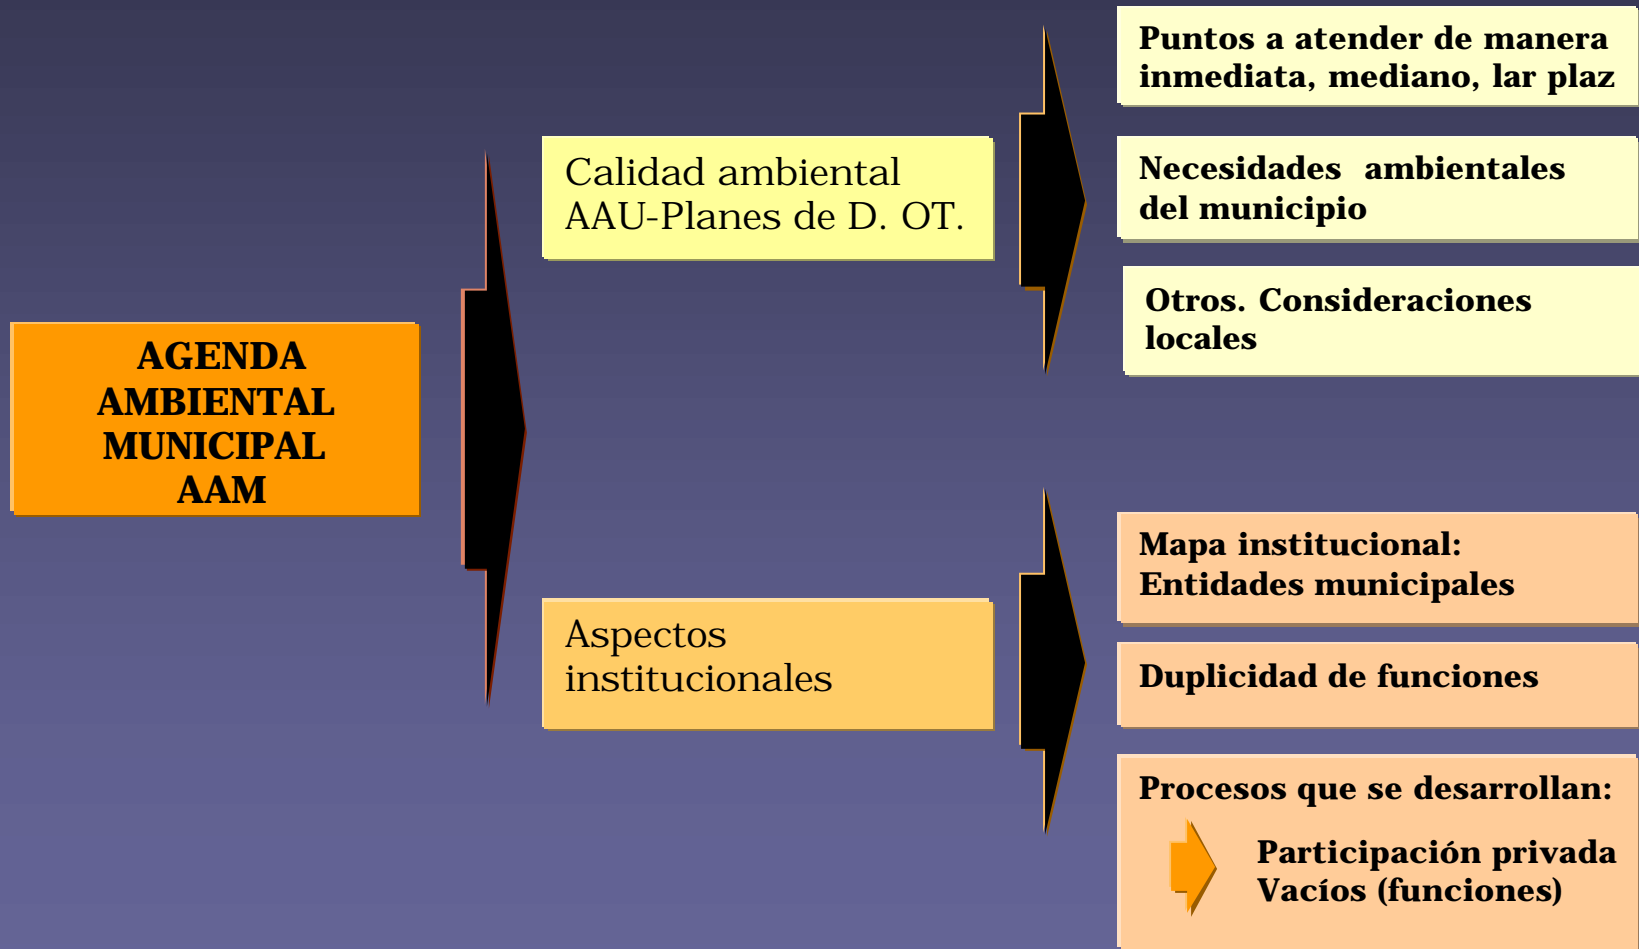 AGENDA
AMBIENTAL
MUNICIPAL
AAM
Calidad ambiental
AAU-Planes de D. OT.
Puntos a atender de manera
inmediata, mediano, lar plaz
Necesidades ambientales
del municipio
Otros. Consideraciones
locales
Aspectos
institucionales
Mapa institucional:
Entidades municipales
Duplicidad de funciones
Procesos que se desarrollan:
Participación privada
Vacíos (funciones)